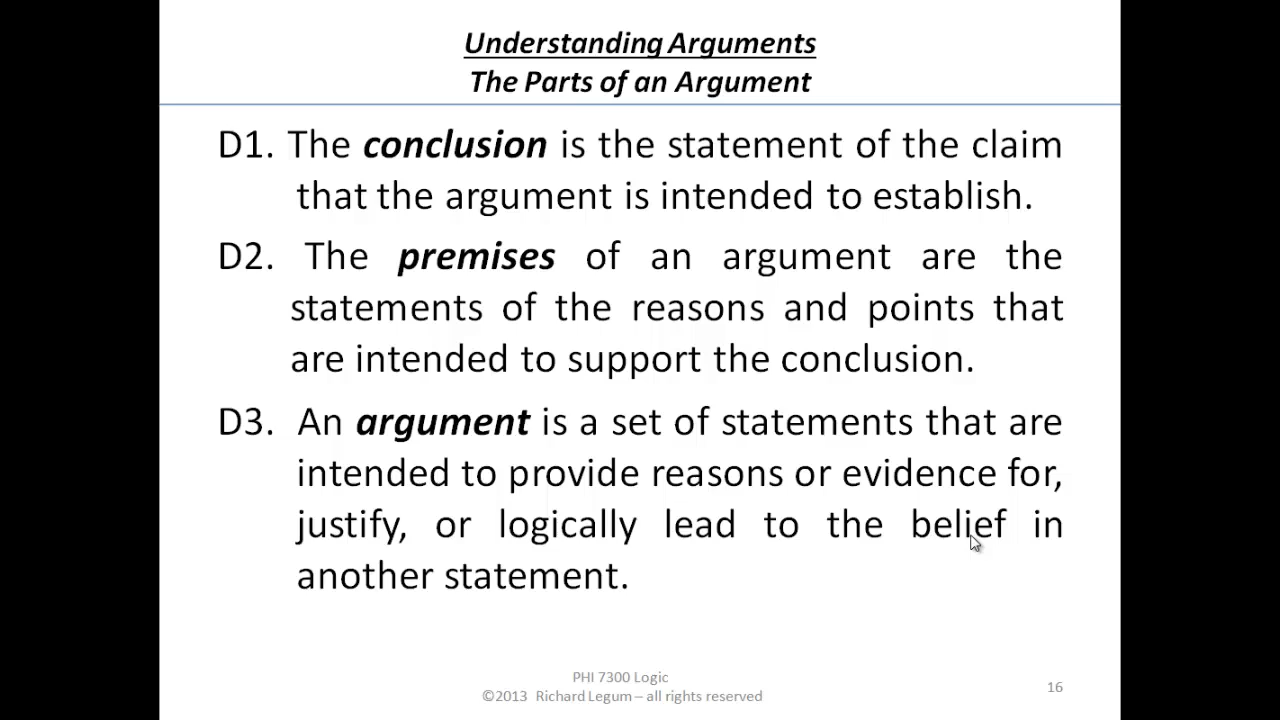 Understanding Arguments
The Parts of an Argument
D1. The conclusion is the statement of the claim
that the argument is intended to establish.
D2. The premises of an argument are the
statements of the reasons and points that
are intended to support the conclusion.
D3. An argument is a set of statements that are
intended to provide reasons or evidence for,
justify, or logically lead to the belief in
another statement.
PHI 7300 Logic
©2013 Richard Legum – all rights reserved
16